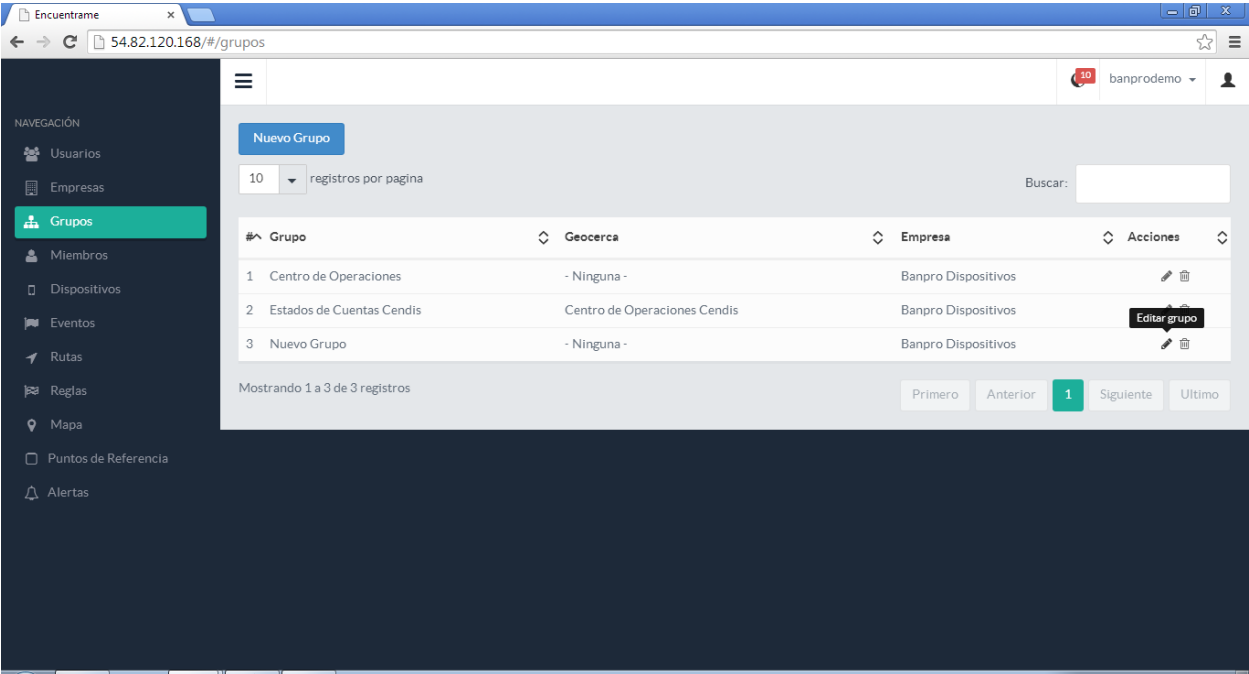 Encuentrame
54.82.120.168/#/grupos
10 banprodemo
NAVEGACIÓN
Usuarios
Empresas
Grupos
Miembros
Dispositivos
Eventos
Rutas
Reglas
Mapa
Puntos de Referencia
Alertas
Nuevo Grupo
10 registros por pagina
Buscar:
# Grupo Geocerca Empresa Acciones
1 Centro de Operaciones - Ninguna - Banpro Dispositivos
2 Estados de Cuentas Cendis Centro de Operaciones Cendis Banpro Dispositivos
Editar grupo
3 Nuevo Grupo - Ninguna - Banpro Dispositivos
Mostrando 1 a 3 de 3 registros
Primero Anterior 1 Siguiente Ultimo